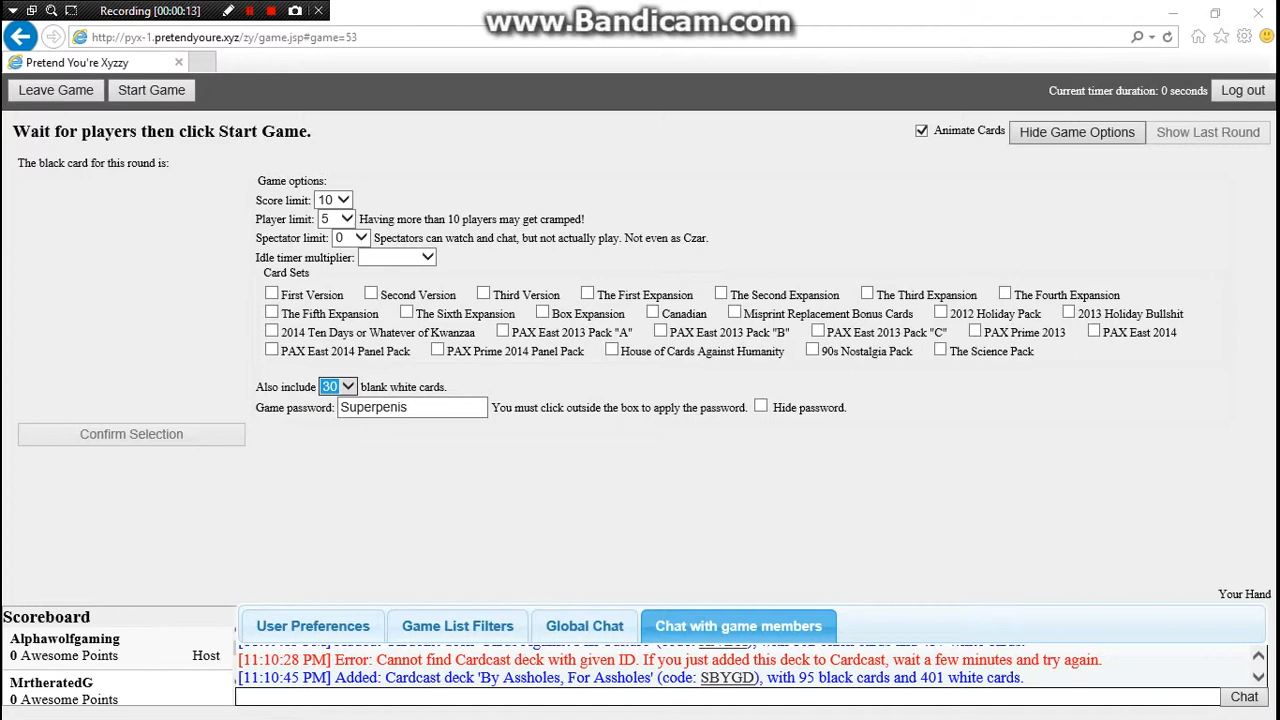 Recording [00:00:13]
www.Bandicam.com
http://pyx-1.pretendyoure.xyz/zy/game.jsp#game=53
Pretend You're Xyzzy
Leave Game Start Game Current timer duration: 0 seconds Log out
Wait for players then click Start Game. Animate Cards Hide Game Options Show Last Round
The black card for this round is:
Game options:
Score limit: 10
Player limit: 5 Having more than 10 players may get cramped!
Spectator limit: 0 Spectators can watch and chat, but not actually play. Not even as Czar.
Idle timer multiplier:
Card Sets
First Version Second Version Third Version The First Expansion The Second Expansion The Third Expansion The Fourth Expansion
The Fifth Expansion The Sixth Expansion Box Expansion Canadian Misprint Replacement Bonus Cards 2012 Holiday Pack 2013 Holiday Bullshit
2014 Ten Days or Whatever of Kwanzaa PAX East 2013 Pack "A" PAX East 2013 Pack "B" PAX East 2013 Pack "C" PAX Prime 2013 PAX East 2014
PAX East 2014 Panel Pack PAX Prime 2014 Panel Pack House of Cards Against Humanity 90s Nostalgia Pack The Science Pack
Also include 30 blank white cards.
Game password: Superpenis You must click outside the box to apply the password. Hide password.
Confirm Selection
Your Hand
Scoreboard
User Preferences Game List Filters Global Chat Chat with game members
Alphawolfgaming
0 Awesome Points Host
MrtheratedG
0 Awesome Points
[11:10:28 PM] Error: Cannot find Cardcast deck with given ID. If you just added this deck to Cardcast, wait a few minutes and try again.
[11:10:45 PM] Added: Cardcast deck 'By Assholes, For Assholes' (code: SBYGD), with 95 black cards and 401 white cards.
Chat